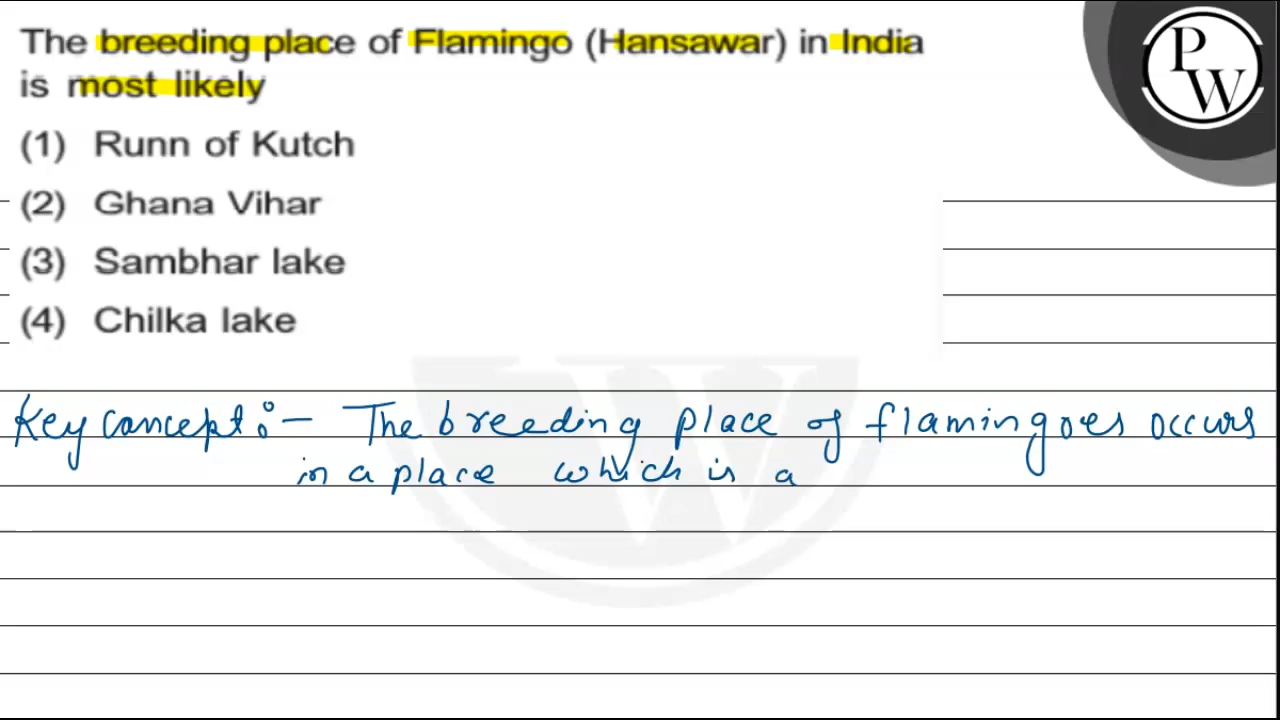 The breeding place of Flamingo (Hansawar) in India
is most likely
(1) Runn of Kutch
(2) Ghana Vihar
(3) Sambhar lake
(4) Chilka lake
PW
Key concept:- The breeding place of flamingoes occurs
in a place which is a
W